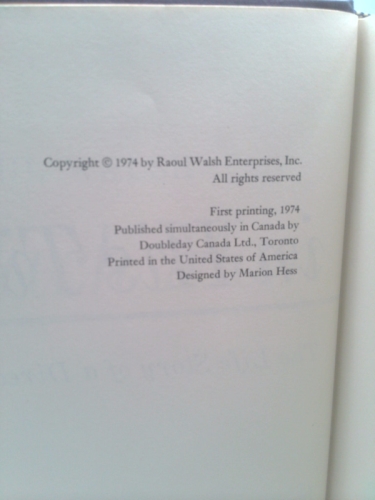 Copyright © 1974 by Raoul Walsh Enterprises, Inc.
All rights reserved
First printing, 1974
Published simultaneously in Canada by
Doubleday Canada Ltd., Toronto
Printed in the United States of America
Designed by Marion Hess